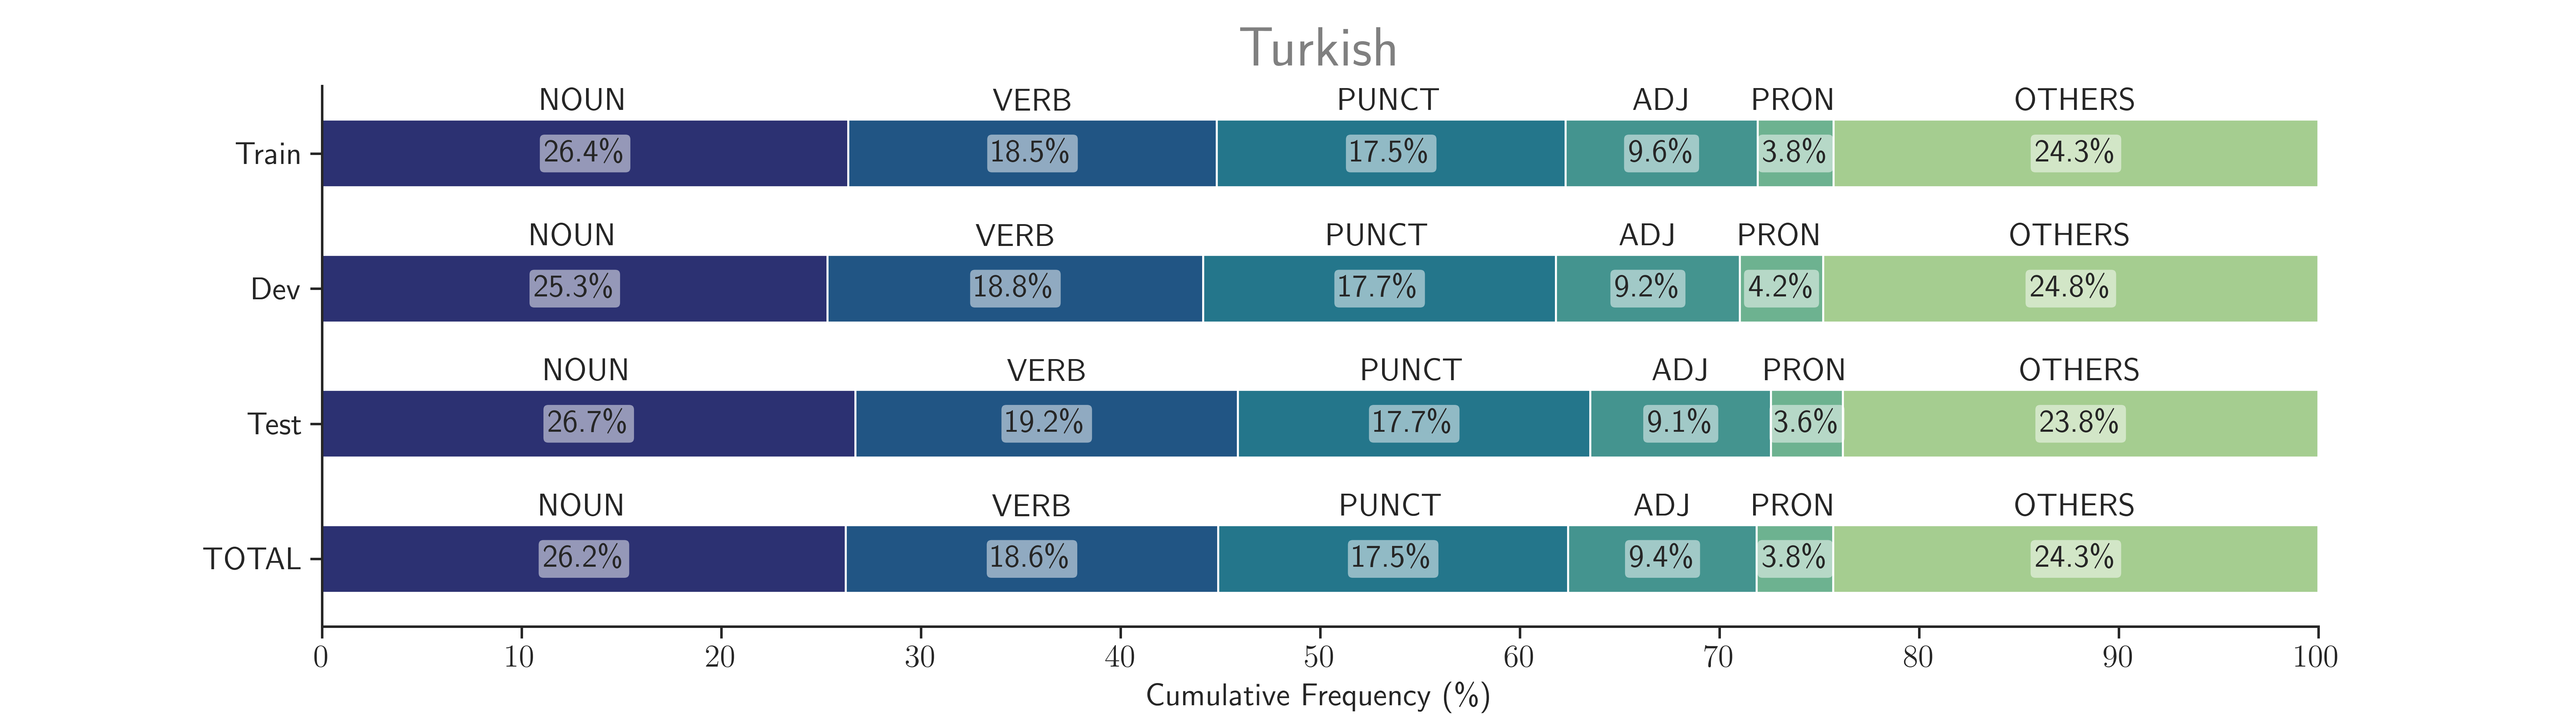 Turkish
NOUN VERB PUNCT ADJ PRON OTHERS
Train 26.4% 18.5% 17.5% 9.6% 3.8% 24.3%
NOUN VERB PUNCT ADJ PRON OTHERS
Dev 25.3% 18.8% 17.7% 9.2% 4.2% 24.8%
NOUN VERB PUNCT ADJ PRON OTHERS
Test 26.7% 19.2% 17.7% 9.1% 3.6% 23.8%
NOUN VERB PUNCT ADJ PRON OTHERS
TOTAL 26.2% 18.6% 17.5% 9.4% 3.8% 24.3%
0 10 20 30 40 50 60 70 80 90 100
Cumulative Frequency (%)